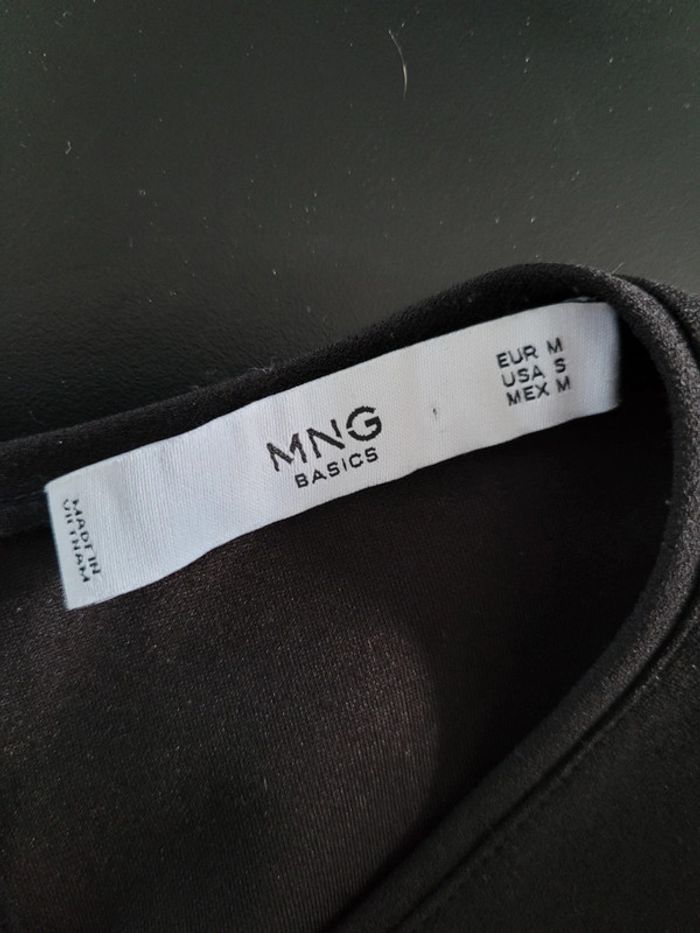 MNG
BASICS
EUR M
USA S
MEX M
MADE IN
VIETNAM